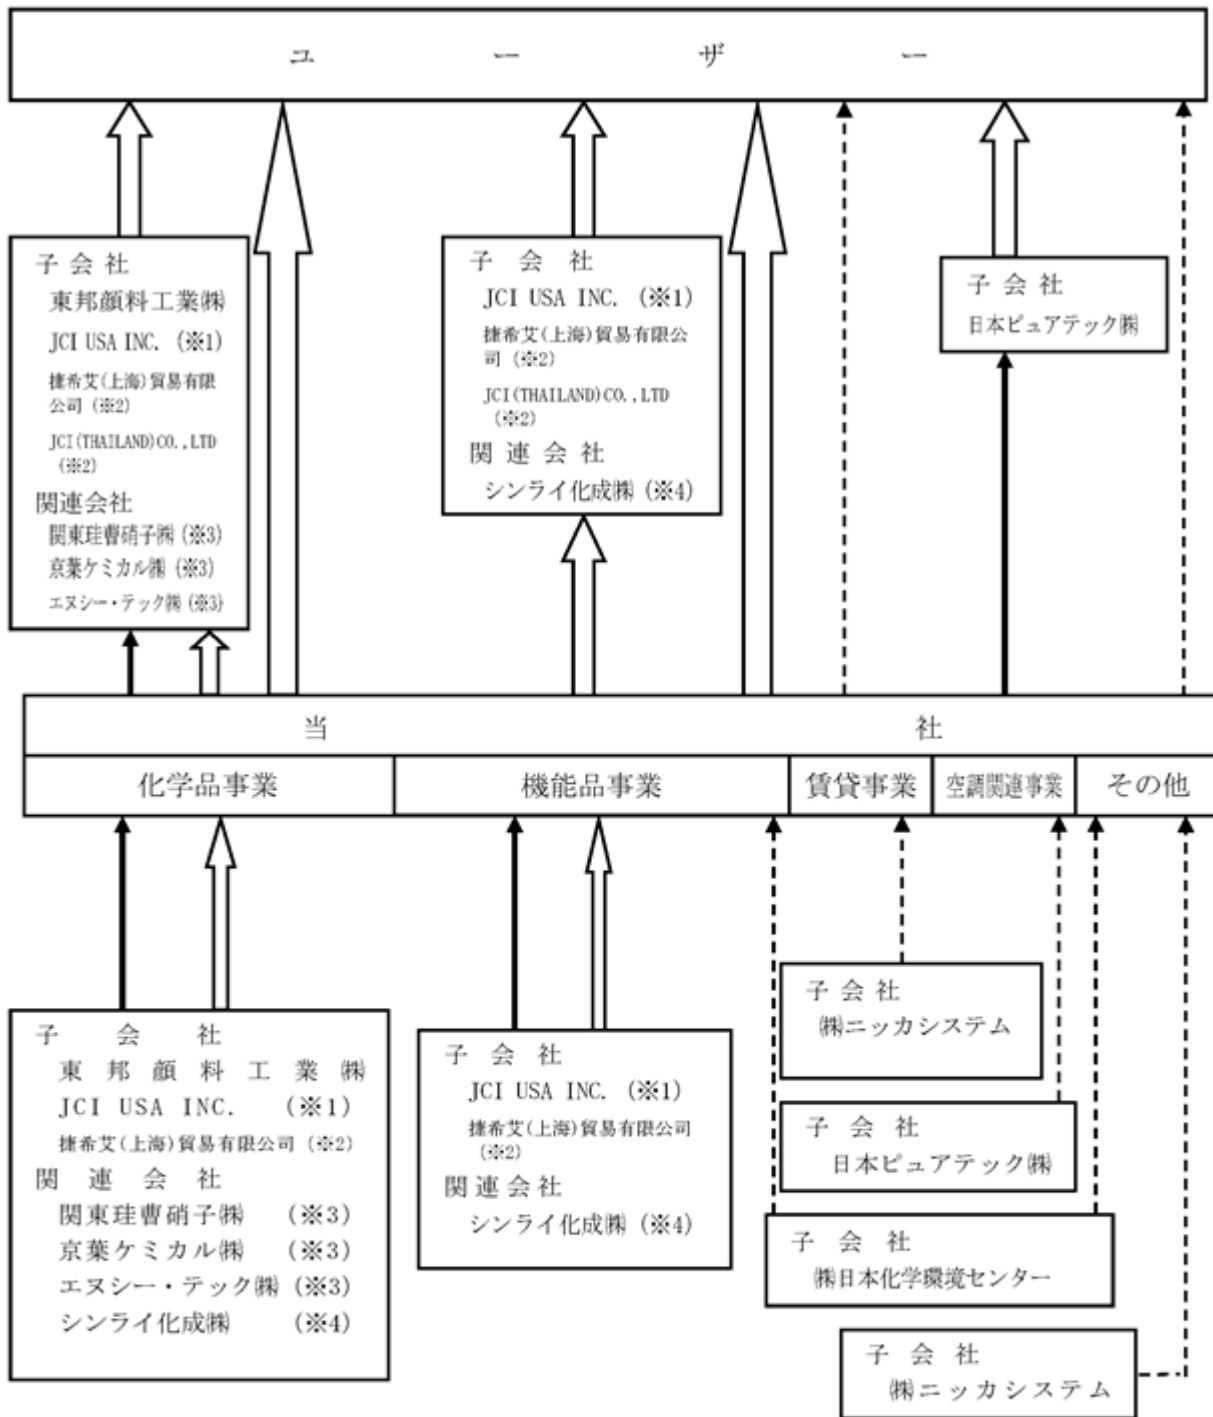 ユーザー
子会社
東邦顔料工業㈱
JCI USA INC. (※1)
捷希艾(上海)貿易有限
公司 (※2)
JCI(THAILAND)CO.,LTD
(※2)
関連会社
関東珪曹硝子㈱ (※3)
京葉ケミカル㈱ (※3)
エヌシー・テック㈱ (※3)
子会社
JCI USA INC. (※1)
捷希艾(上海)貿易有限公
司 (※2)
JCI(THAILAND)CO.,LTD
(※2)
関連会社
シンライ化成㈱ (※4)
子会社
日本ピュアテック㈱
当社
化学品事業
機能品事業
賃貸事業
空調関連事業
その他
子会社
東邦顔料工業㈱
JCI USA INC. (※1)
捷希艾(上海)貿易有限公司 (※2)
関連会社
関東珪曹硝子㈱ (※3)
京葉ケミカル㈱ (※3)
エヌシー・テック㈱ (※3)
シンライ化成㈱ (※4)
子会社
JCI USA INC. (※1)
捷希艾(上海)貿易有限公司
(※2)
関連会社
シンライ化成㈱ (※4)
子会社
㈱ニッカシステム
子会社
日本ピュアテック㈱
子会社
㈱日本化学環境センター
子会社
㈱ニッカシステム